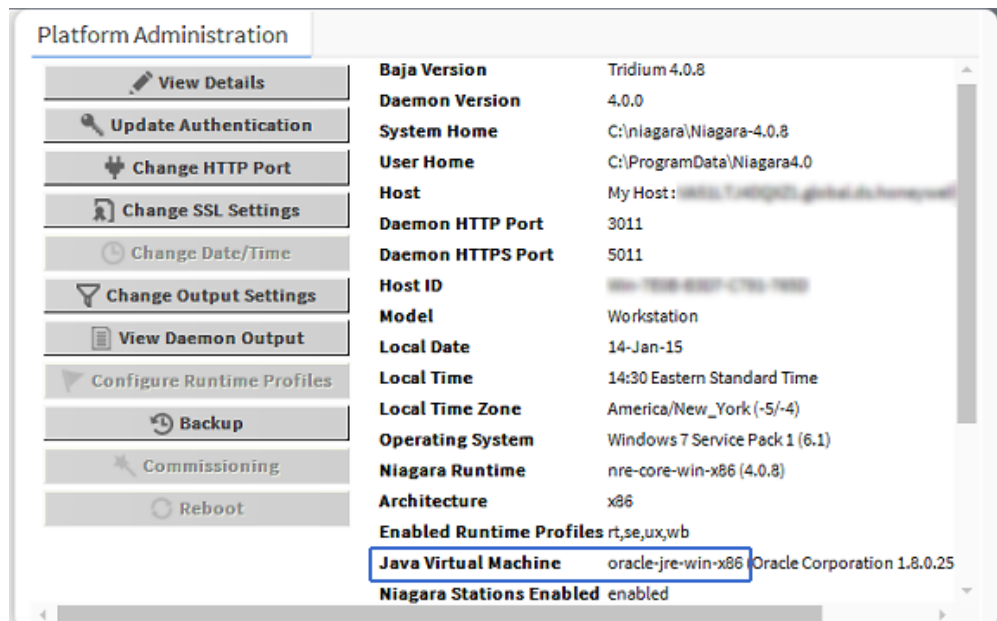 Platform Administration
View Details
Update Authentication
Change HTTP Port
Change SSL Settings
Change Date/Time
Change Output Settings
View Daemon Output
Configure Runtime Profiles
Backup
Commissioning
Reboot
Baja Version Tridium 4.0.8
Daemon Version 4.0.0
System Home C:\niagara\Niagara-4.0.8
User Home C:\ProgramData\Niagara4.0
Host My Host:
Daemon HTTP Port 3011
Daemon HTTPS Port 5011
Host ID
Model Workstation
Local Date 14-Jan-15
Local Time 14:30 Eastern Standard Time
Local Time Zone America/New_York (-5/-4)
Operating System Windows 7 Service Pack 1 (6.1)
Niagara Runtime nre-core-win-x86 (4.0.8)
Architecture x86
Enabled Runtime Profiles rt,se,ux,wb
Java Virtual Machine oracle-jre-win-x86 (Oracle Corporation 1.8.0.25
Niagara Stations Enabled enabled